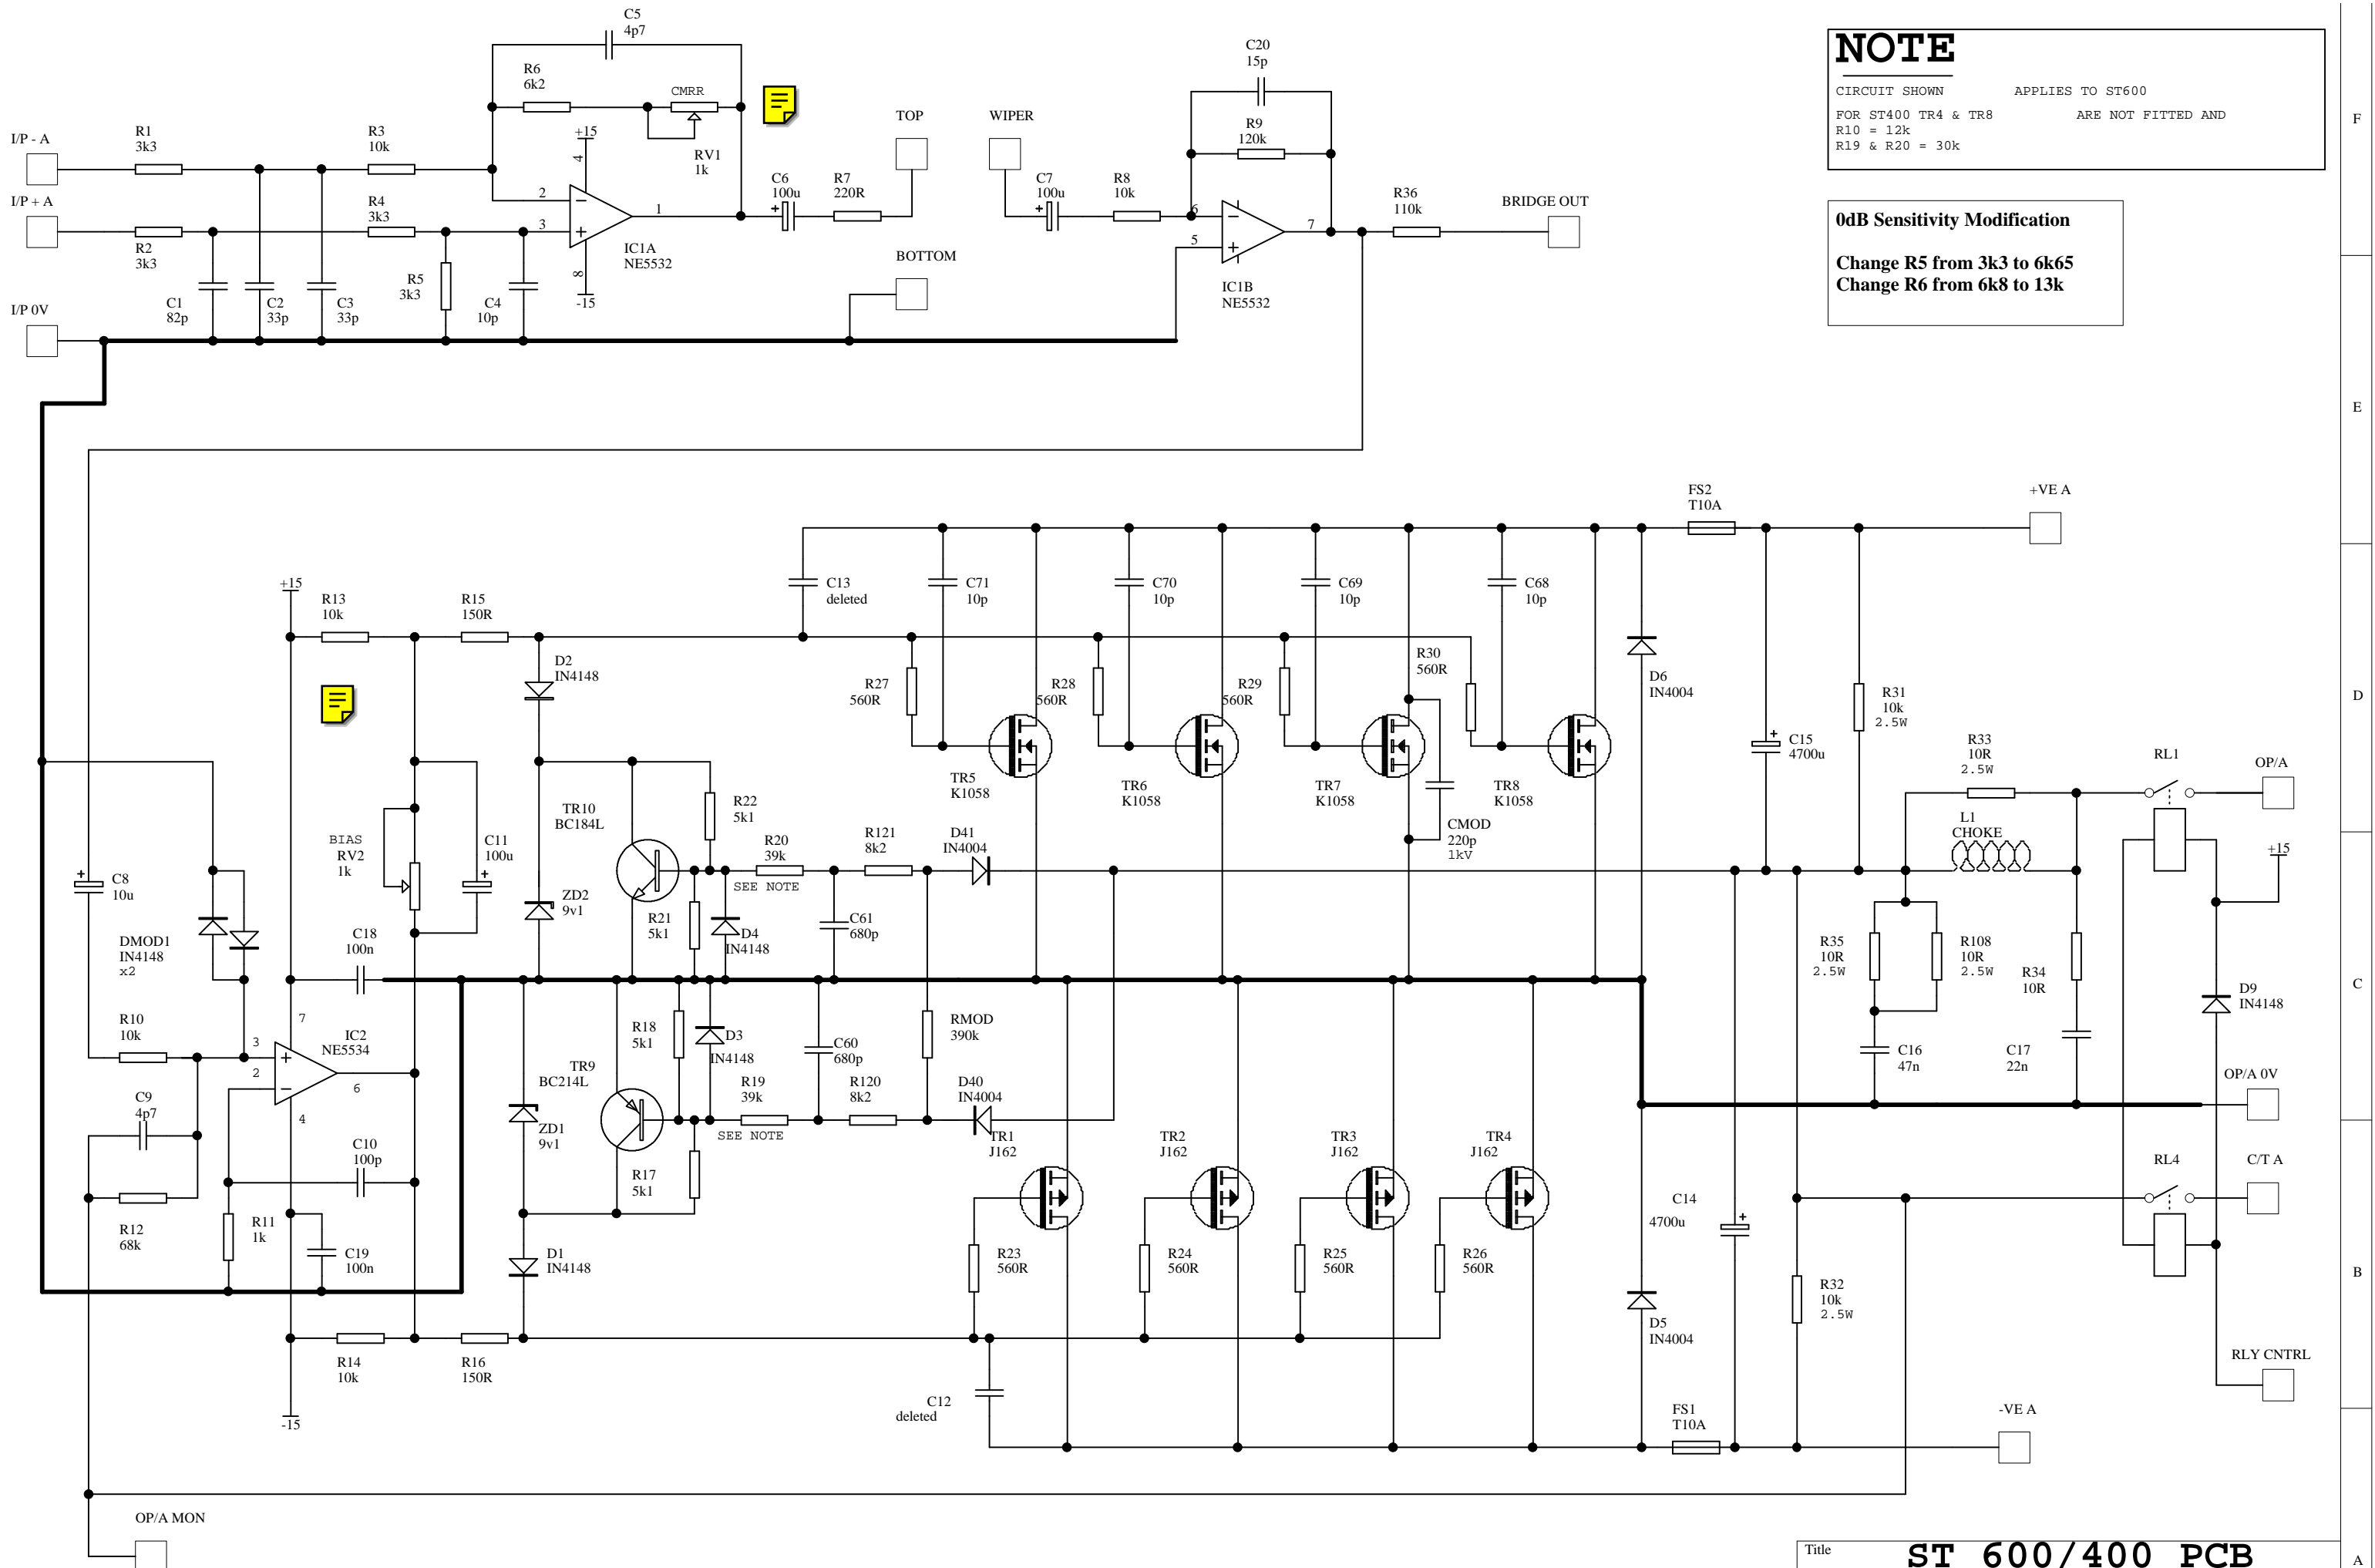 C5
4p7
R6
6k2
CMRR
RV1
1k
+15
4
I/P - A
R1
3k3
R3
10k
I/P + A
R2
3k3
R4
3k3
2
3
1
IC1A
NE5532
8
-15
R5
3k3
C1
82p
C2
33p
C3
33p
C4
10p
I/P 0V
C6
100u
+
R7
220R
TOP
BOTTOM
WIPER
C7
100u
+
R8
10k
C20
15p
R9
120k
6
5
7
IC1B
NE5532
R36
110k
BRIDGE OUT
NOTE
CIRCUIT SHOWN APPLIES TO ST600
FOR ST400 TR4 & TR8 ARE NOT FITTED AND
R10 = 12k
R19 & R20 = 30k
0dB Sensitivity Modification
Change R5 from 3k3 to 6k65
Change R6 from 6k8 to 13k
F
E
D
C
B
A
FS2
T10A
+VE A
+15
R13
10k
R15
150R
C13
deleted
C71
10p
C70
10p
C69
10p
C68
10p
D2
IN4148
R27
560R
R28
560R
R29
560R
R30
560R
D6
IN4004
R31
10k
2.5W
C15
4700u
+
TR5
K1058
TR6
K1058
TR7
K1058
TR8
K1058
CMOD
220p
1kV
R33
10R
2.5W
L1
CHOKE
RL1
OP/A
+15
BIAS
RV2
1k
C11
100u
+
C8
10u
+
TR10
BC184L
R22
5k1
R20
39k
SEE NOTE
R121
8k2
D41
IN4004
ZD2
9v1
R21
5k1
D4
IN4148
C61
680p
DMOD1
IN4148
x2
C18
100n
R35
10R
2.5W
R108
10R
2.5W
R34
10R
D9
IN4148
R10
10k
7
3
2
6
4
IC2
NE5534
R18
5k1
D3
IN4148
C60
680p
RMOD
390k
TR9
BC214L
R19
39k
SEE NOTE
R120
8k2
D40
IN4004
C16
47n
C17
22n
OP/A 0V
C9
4p7
ZD1
9v1
C10
100p
R17
5k1
TR1
J162
TR2
J162
TR3
J162
TR4
J162
RL4
C/T A
R12
68k
R11
1k
C19
100n
D1
IN4148
R23
560R
R24
560R
R25
560R
R26
560R
C14
4700u
+
R32
10k
2.5W
D5
IN4004
R14
10k
R16
150R
-15
C12
deleted
FS1
T10A
-VE A
RLY CNTRL
OP/A MON
Title
ST 600/400 PCB